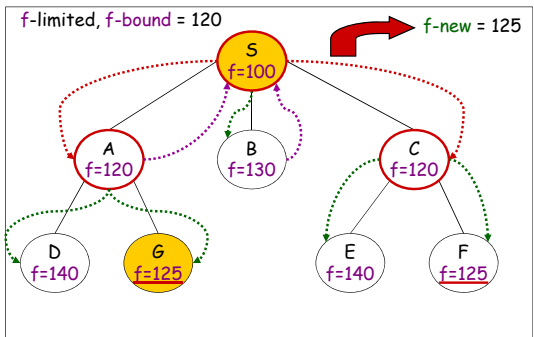 f-limited, f-bound = 120
f-new = 125
S
f=100
A
f=120
B
f=130
C
f=120
D
f=140
G
f=125
E
f=140
F
f=125